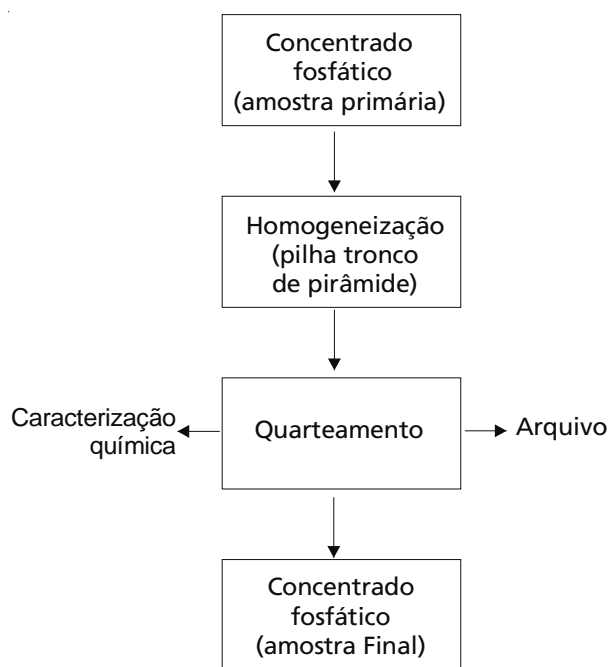 Concentrado
fosfático
(amostra primária)
Homogeneização
(pilha tronco
de pirâmide)
Caracterização
química
Quarteamento
Arquivo
Concentrado
fosfático
(amostra Final)